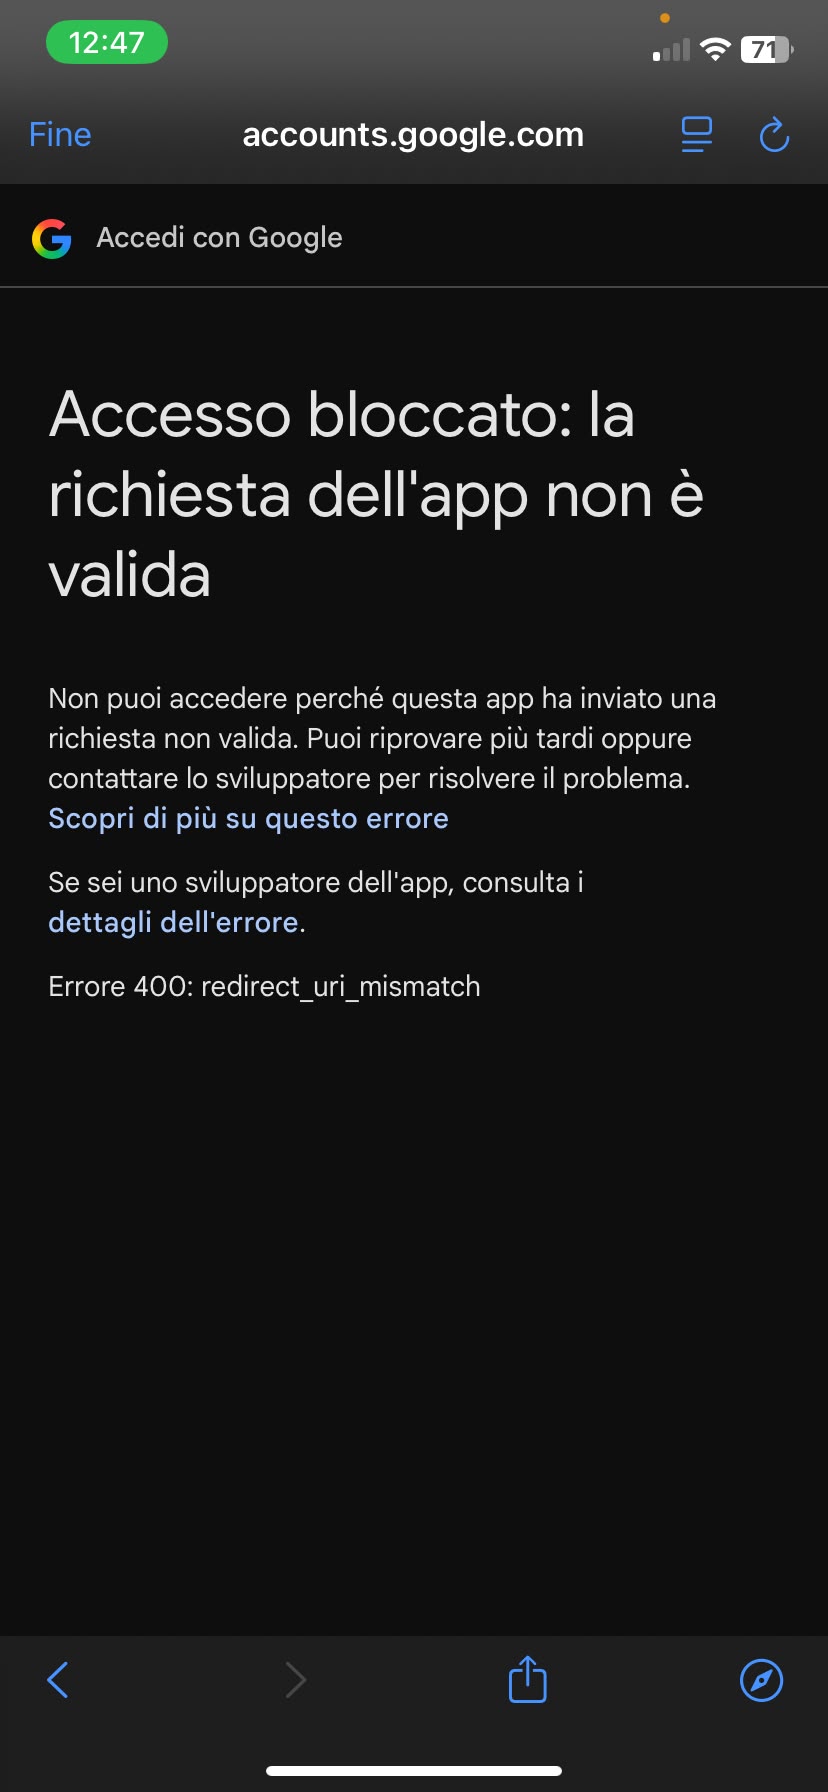 12:47
71
Fine
accounts.google.com
Accedi con Google
Accesso bloccato: la
richiesta dell'app non è
valida
Non puoi accedere perché questa app ha inviato una
richiesta non valida. Puoi riprovare più tardi oppure
contattare lo sviluppatore per risolvere il problema.
Scopri di più su questo errore
Se sei uno sviluppatore dell'app, consulta i
dettagli dell'errore.
Errore 400: redirect_uri_mismatch